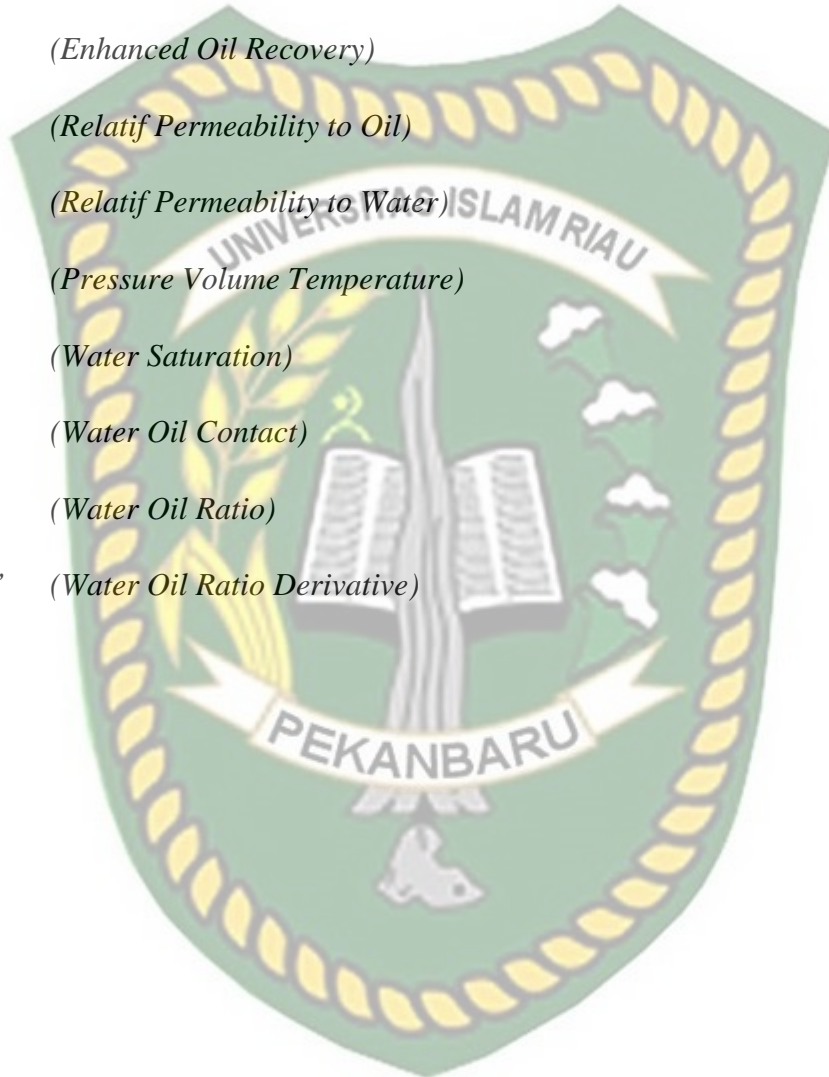 (Enhanced Oil Recovery)
(Relatif Permeability to Oil)
(Relatif Permeability to Water)
UNIVERSITAS ISLAM RIAU
(Pressure Volume Temperature)
(Water Saturation)
(Water Oil Contact)
(Water Oil Ratio)
’ (Water Oil Ratio Derivative)
PEKANBARU